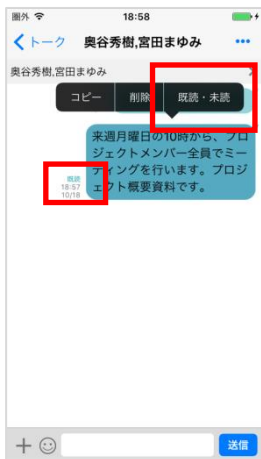 圏外 18:58
トーク 奥谷秀樹,宮田まゆみ
奥谷秀樹,宮田まゆみ
コピー 削除 既読・未読
来週月曜日の10時から、プロ
ジェクトメンバー全員でミー
ティングを行います。プロジ
ェクト概要資料です。
既読
18:57
10/18
送信